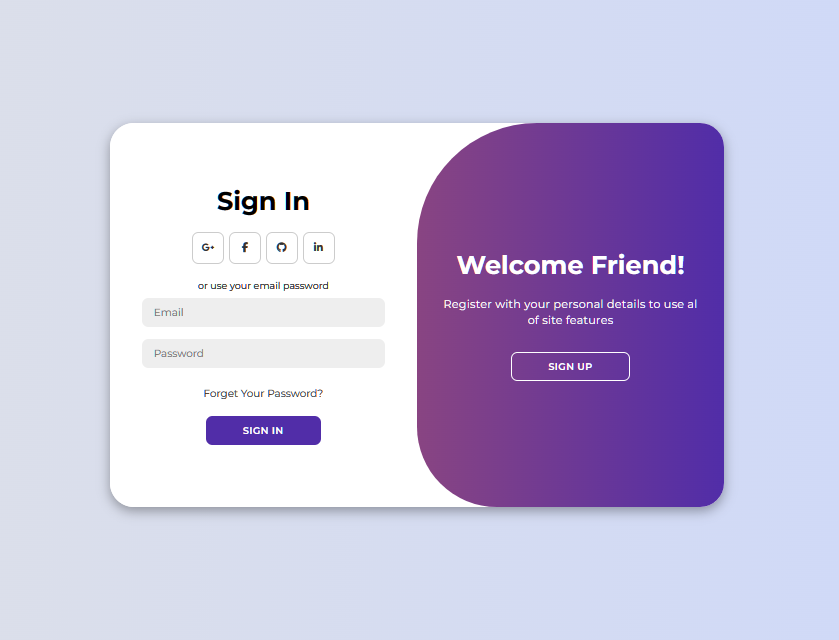 Sign In
G+
f
in
or use your email password
Email
Password
Forget Your Password?
SIGN IN
Welcome Friend!
Register with your personal details to use al
of site features
SIGN UP